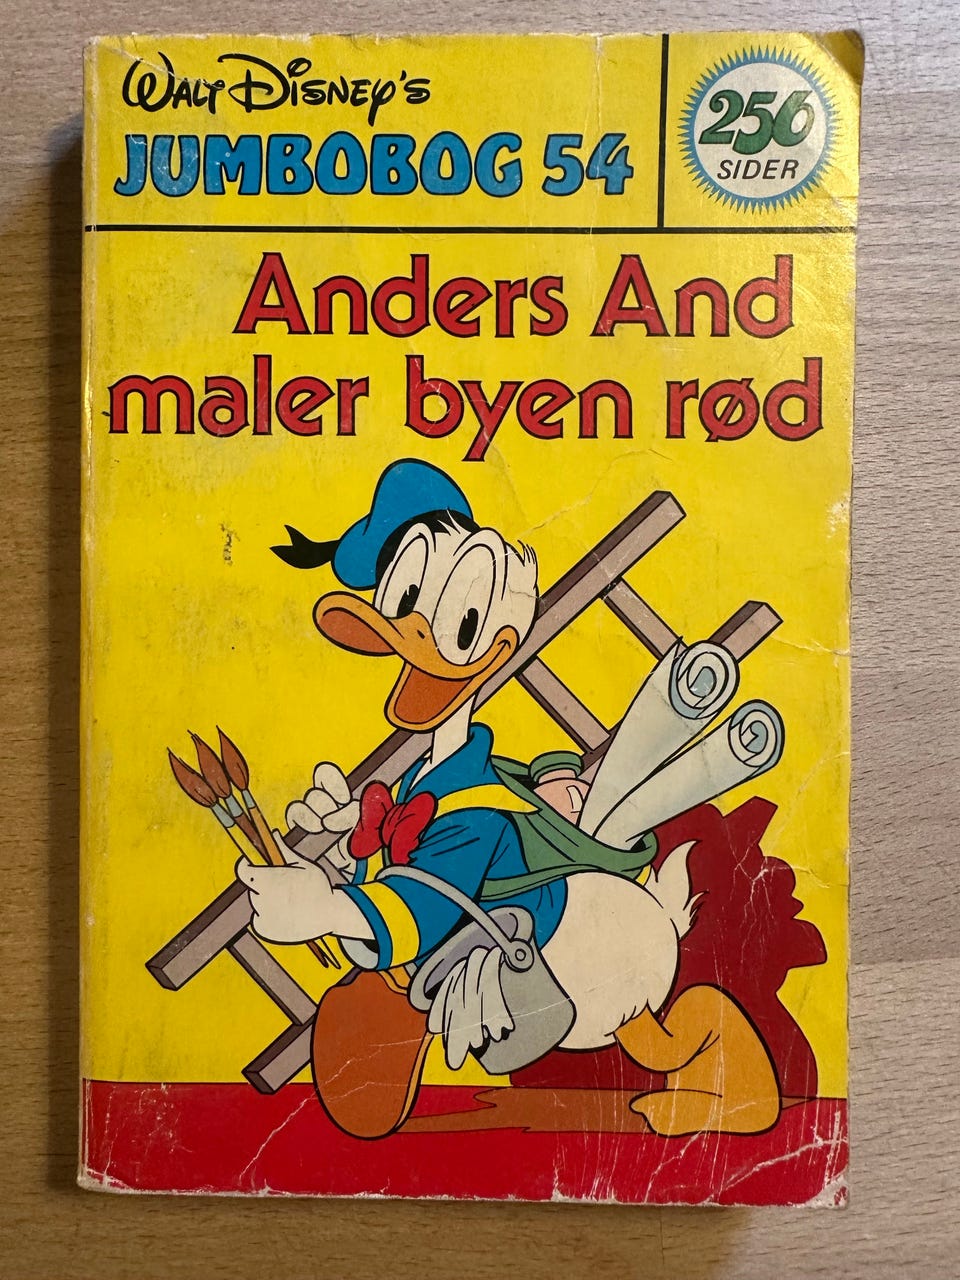 WALT DISNEY'S
JUMBOBOG 54
256
SIDER
Anders And
maler byen rød